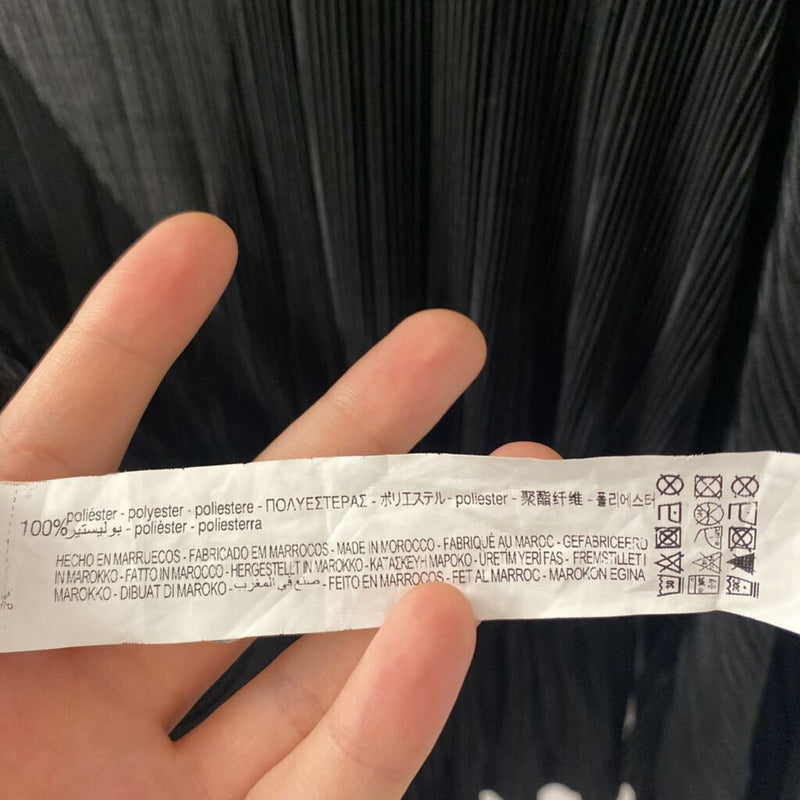 100% poliéster - polyester - poliestere - ΠΟΛΥΕΣΤΕΡΑΣ - ポリエステル - poliester - 聚酯纤维 - 폴리에스터
بوليستير - polièster - poliesterra
HECHO EN MARRUECOS - FABRICADO EM MARROCOS - MADE IN MOROCCO - FABRIQUÉ AU MAROC - GEFABRICEERD
IN MAROKKO - FATTO IN MAROCCO - HERGESTELLT IN MAROKKO - ΚΑΤΑΣΚΕΥΗ ΜΑΡΟΚΟ - ÜRETIM YERI FAS - FREMSTILLET I
MAROKKO - DIBUAT DI MAROKO - صنع في المغرب - FEITO EN MARROCOS - FET AL MARROC - MAROKON EGINA